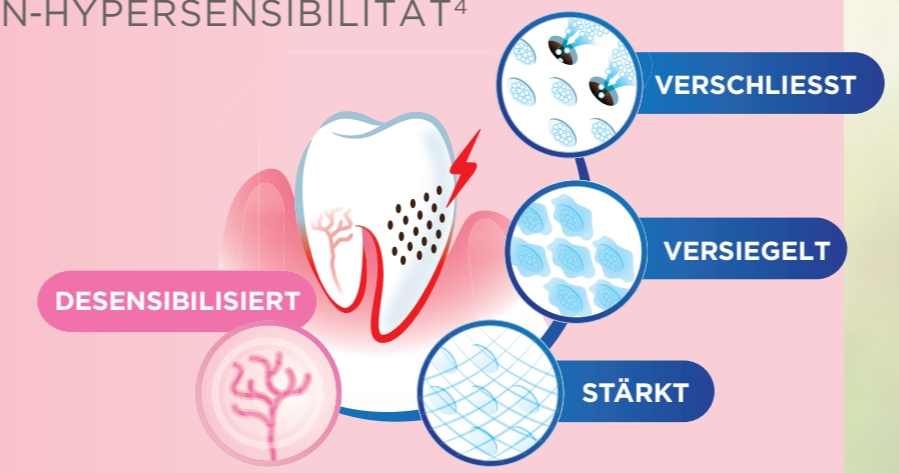 N-HYPERSENSIBILITÄT⁴
VERSCHLIESST
VERSIEGELT
DESENSIBILISIERT
STÄRKT